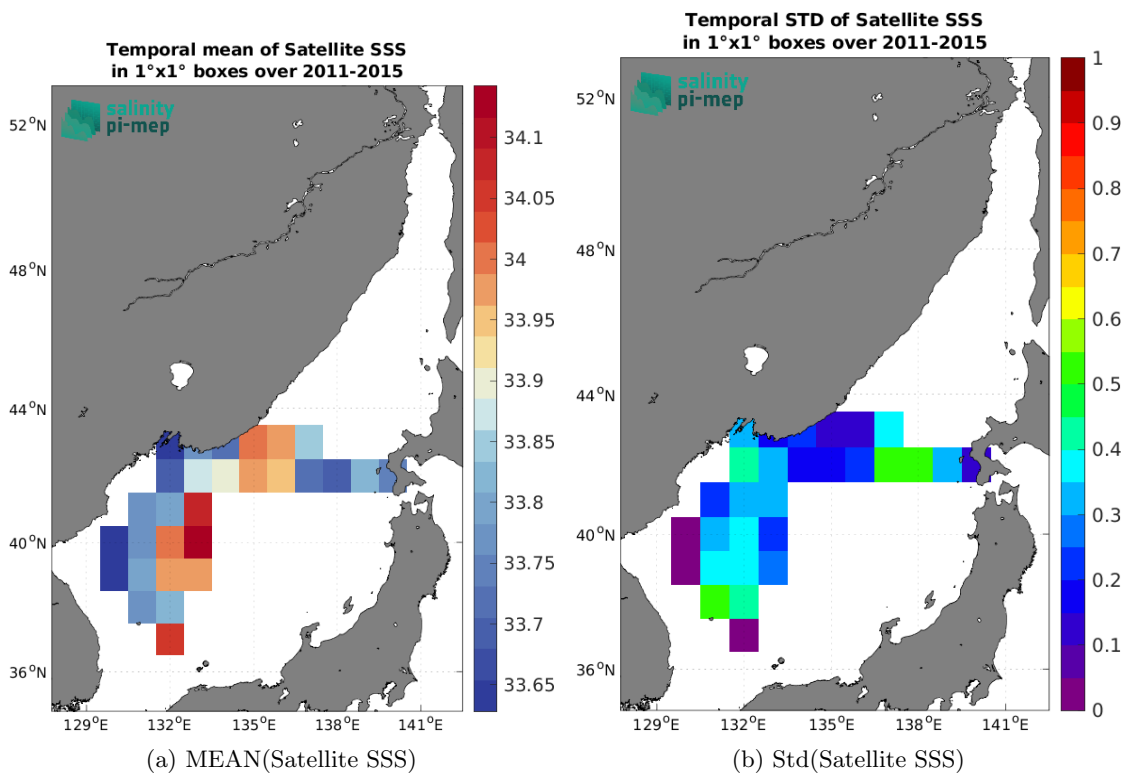 Temporal mean of Satellite SSS
in 1°x1° boxes over 2011-2015
salinity
pi-mep
52°N
48°N
44°N
40°N
36°N
129°E
132°E
135°E
138°E
141°E
34.1
34.05
34
33.95
33.9
33.85
33.8
33.75
33.7
33.65
(a) MEAN(Satellite SSS)
Temporal STD of Satellite SSS
in 1°x1° boxes over 2011-2015
salinity
pi-mep
52°N
48°N
44°N
40°N
36°N
129°E
132°E
135°E
138°E
141°E
1
0.9
0.8
0.7
0.6
0.5
0.4
0.3
0.2
0.1
0
(b) Std(Satellite SSS)